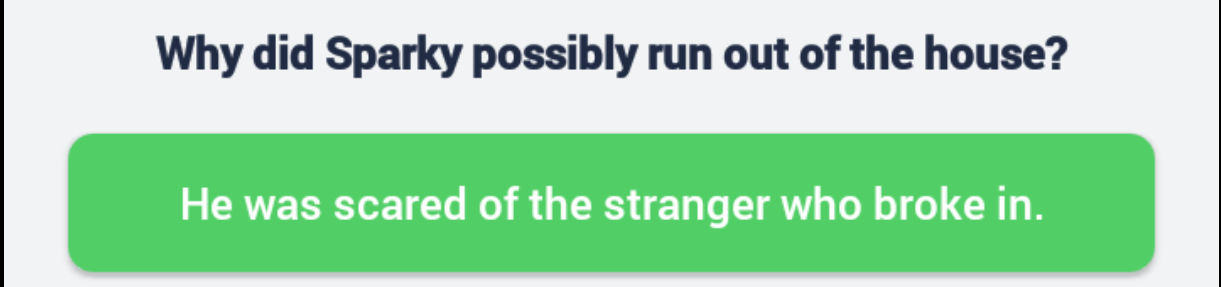 Why did Sparky possibly run out of the house?
He was scared of the stranger who broke in.